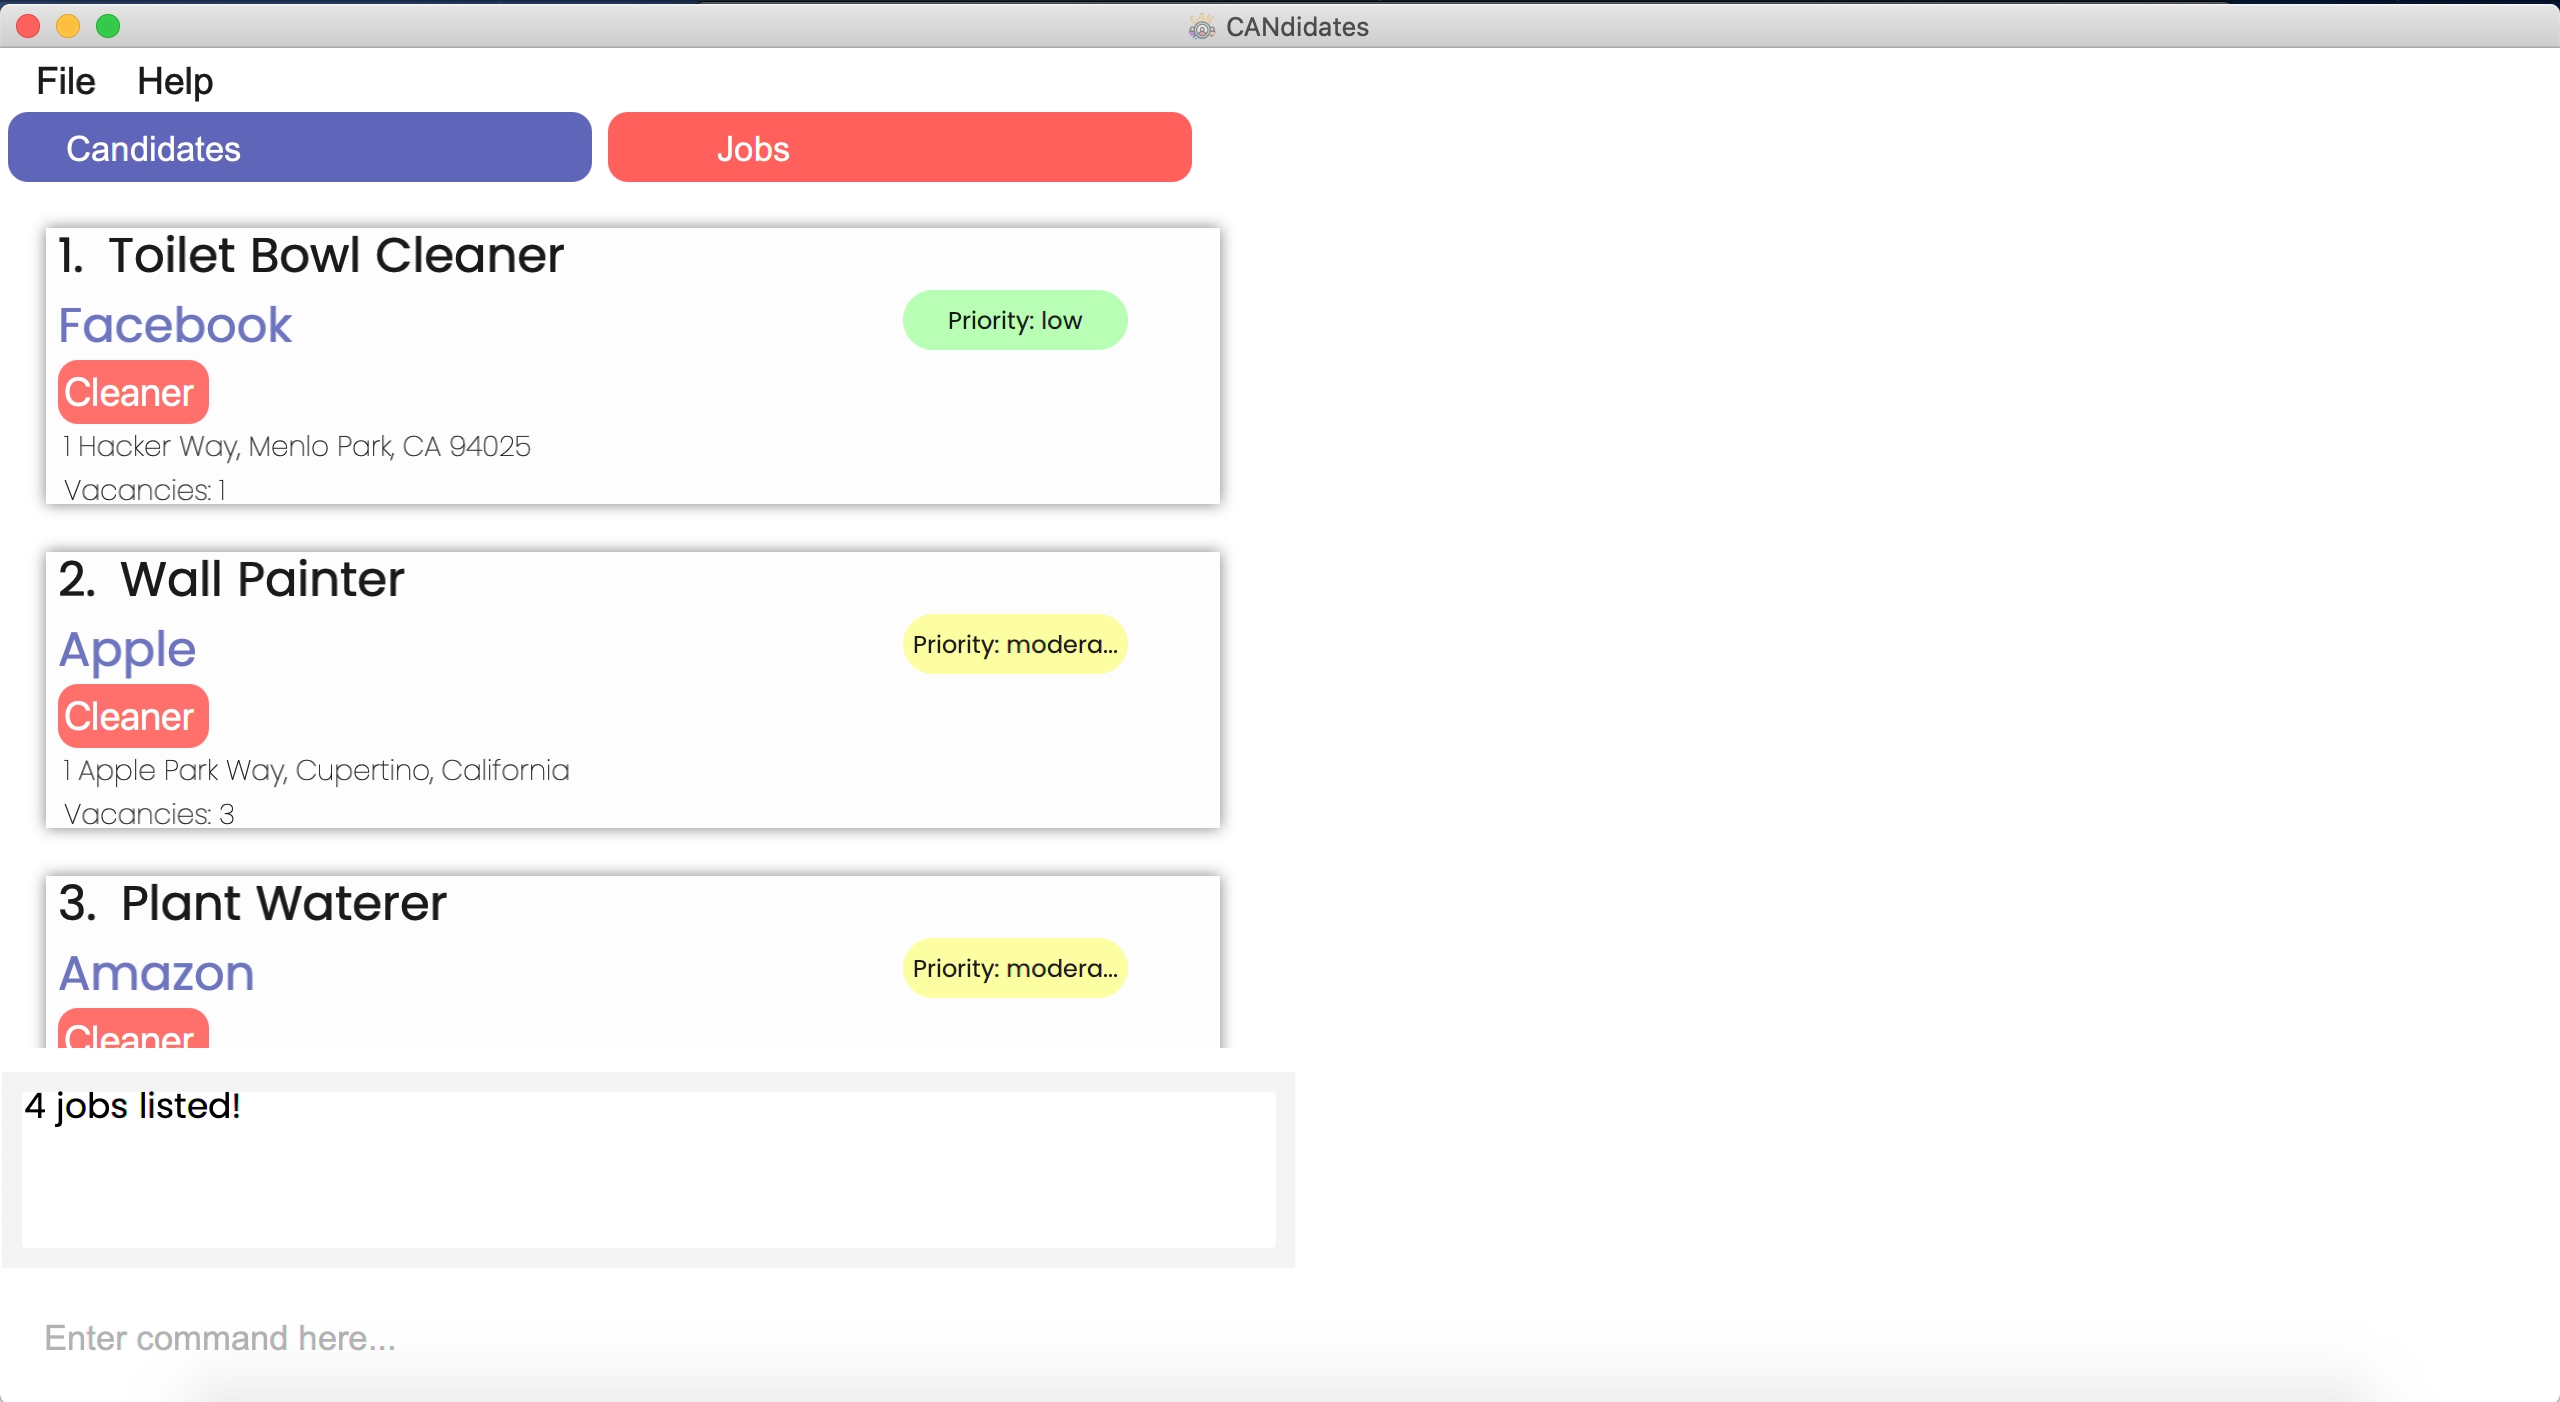 CANdidates
File Help
Candidates Jobs
1. Toilet Bowl Cleaner
Facebook
Priority: low
Cleaner
1 Hacker Way, Menlo Park, CA 94025
Vacancies: 1
2. Wall Painter
Apple
Priority: modera...
Cleaner
1 Apple Park Way, Cupertino, California
Vacancies: 3
3. Plant Waterer
Amazon
Priority: modera...
Cleaner
4 jobs listed!
Enter command here...